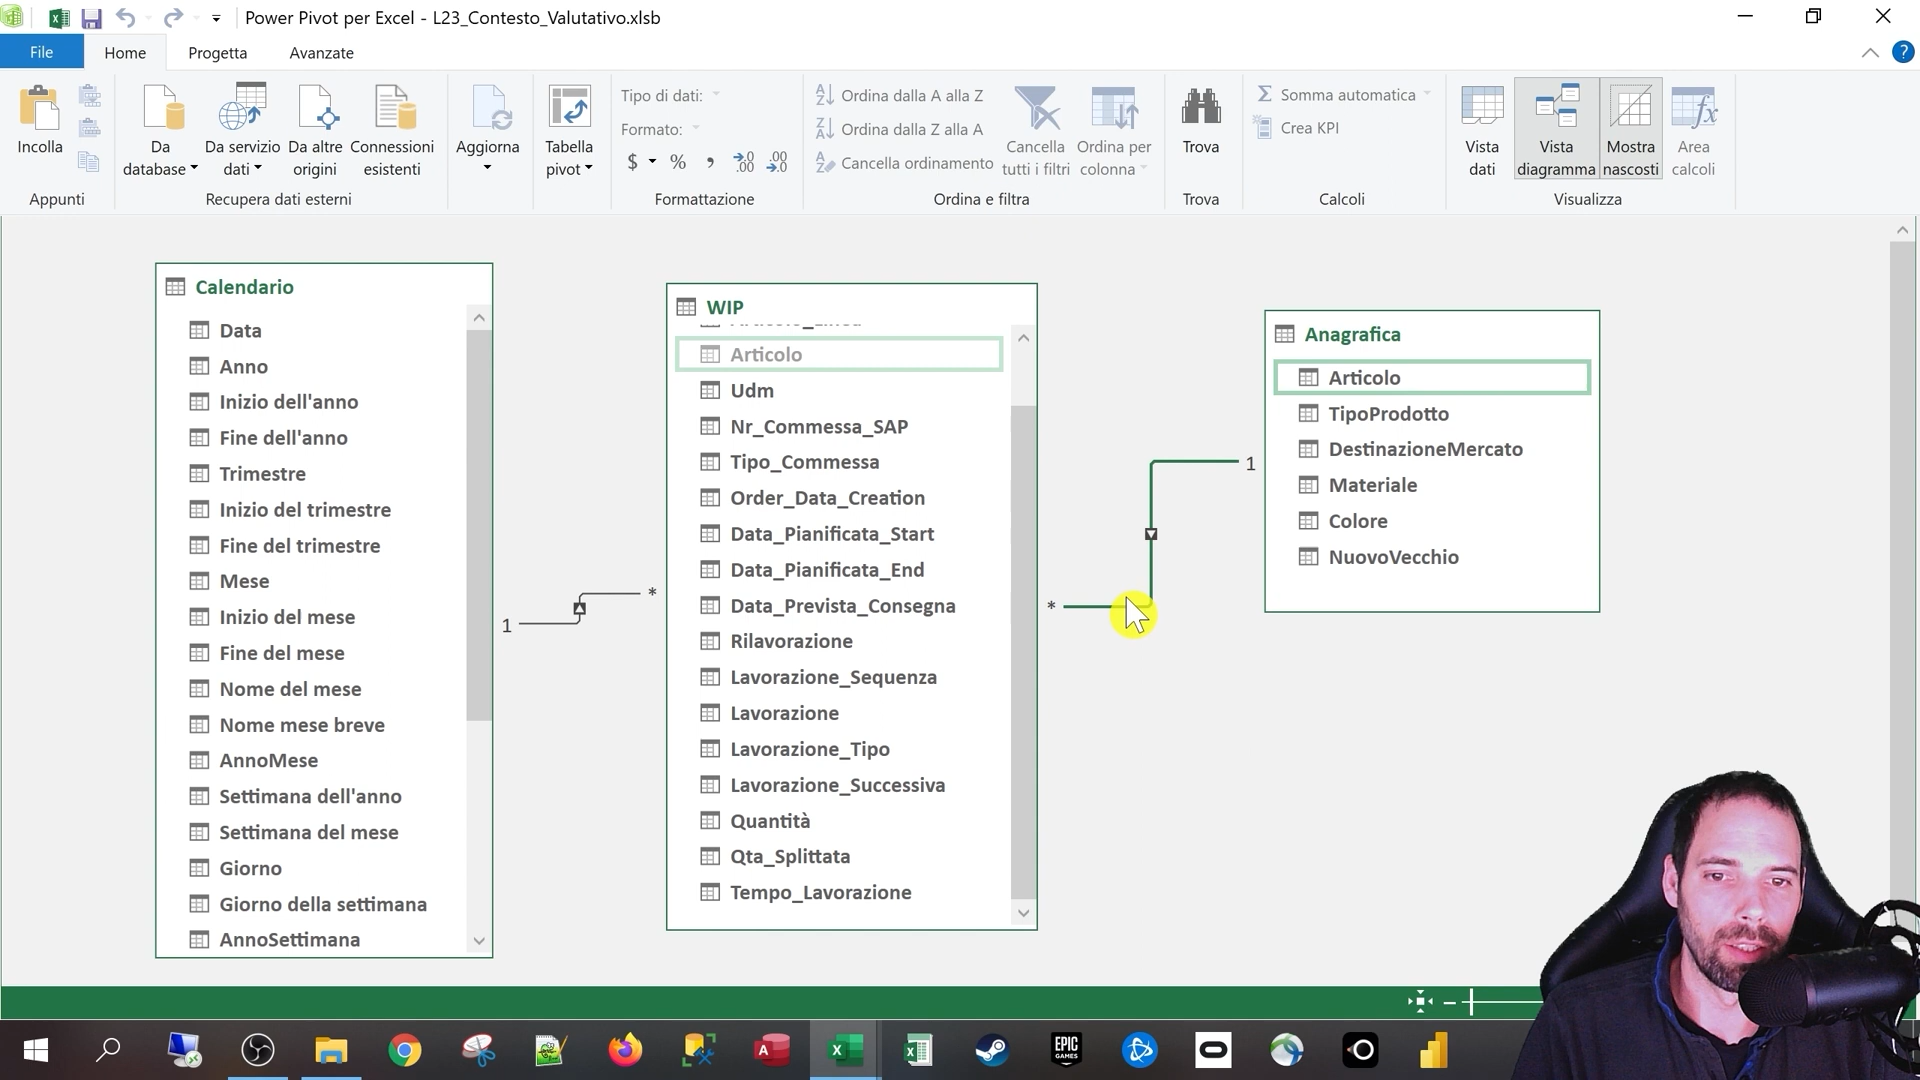 Power Pivot per Excel - L23_Contesto_Valutativo.xlsb
File
Home
Progetta
Avanzate
Incolla
Appunti
Da database
Da servizio dati
Da altre origini
Connessioni esistenti
Recupera dati esterni
Aggiorna
Tabella pivot
Tipo di dati:
Formato:
$ % , .00 .00
Formattazione
Ordina dalla A alla Z
Ordina dalla Z alla A
Cancella ordinamento
Cancella tutti i filtri
Ordina per colonna
Ordina e filtra
Trova
Trova
Somma automatica
Crea KPI
Calcoli
Vista dati
Vista diagramma
Mostra nascosti
Area calcoli
Visualizza
Calendario
Data
Anno
Inizio dell'anno
Fine dell'anno
Trimestre
Inizio del trimestre
Fine del trimestre
Mese
Inizio del mese
Fine del mese
Nome del mese
Nome mese breve
AnnoMese
Settimana dell'anno
Settimana del mese
Giorno
Giorno della settimana
AnnoSettimana
1
*
WIP
Articolo
Udm
Nr_Commessa_SAP
Tipo_Commessa
Order_Data_Creation
Data_Pianificata_Start
Data_Pianificata_End
Data_Prevista_Consegna
Rilavorazione
Lavorazione_Sequenza
Lavorazione
Lavorazione_Tipo
Lavorazione_Successiva
Quantità
Qta_Splittata
Tempo_Lavorazione
*
1
Anagrafica
Articolo
TipoProdotto
DestinazioneMercato
Materiale
Colore
NuovoVecchio
EPIC GAMES